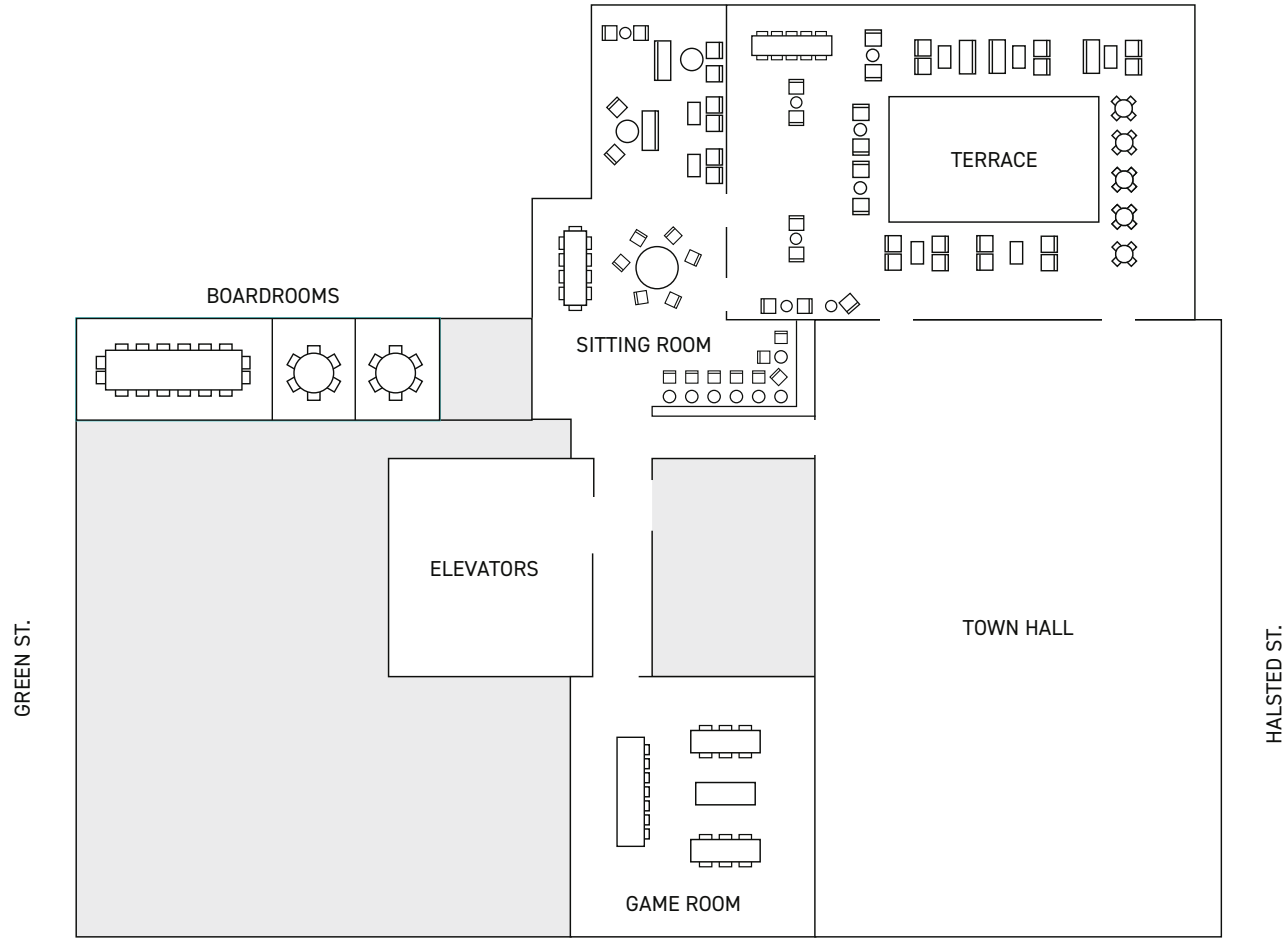 TERRACE
BOARDROOMS
SITTING ROOM
ELEVATORS
TOWN HALL
GREEN ST.
HALSTED ST.
GAME ROOM